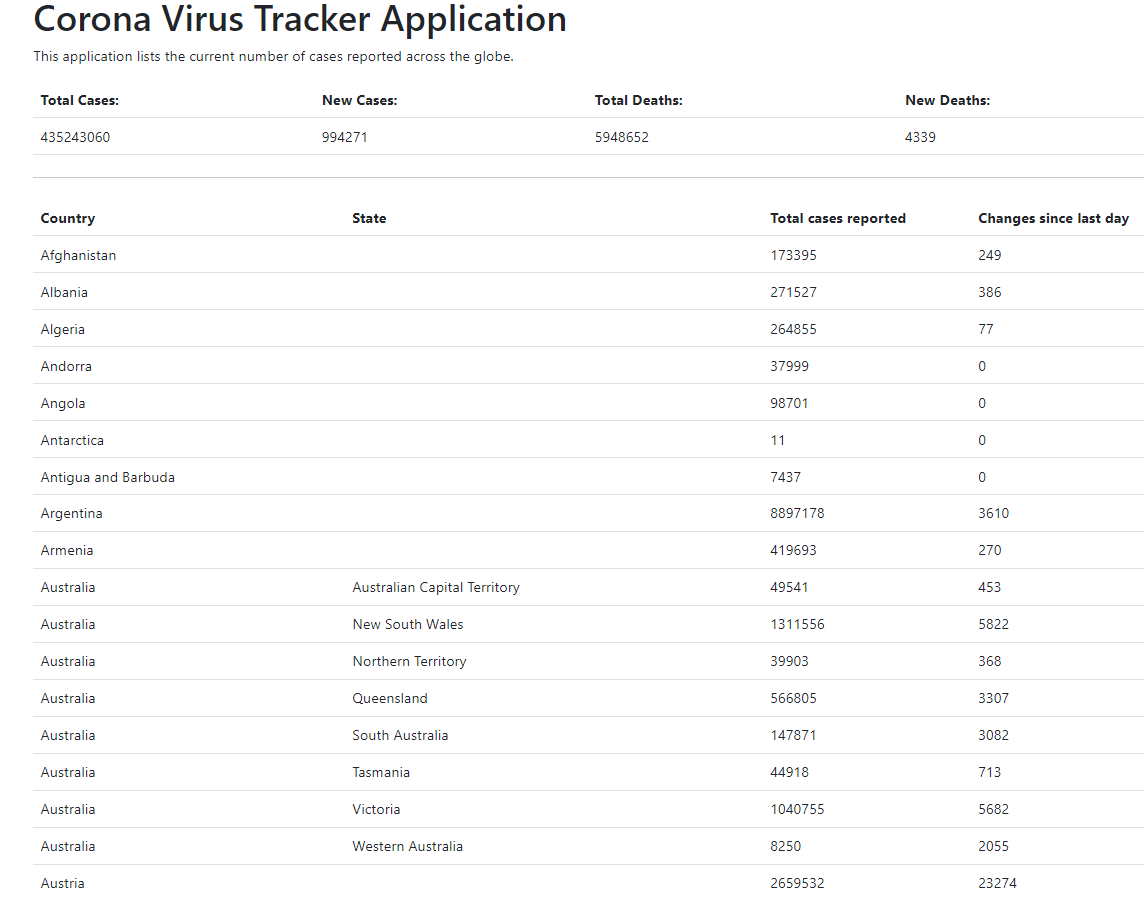 Corona Virus Tracker Application
This application lists the current number of cases reported across the globe.
Total Cases: New Cases: Total Deaths: New Deaths:
435243060 994271 5948652 4339
Country State Total cases reported Changes since last day
Afghanistan 173395 249
Albania 271527 386
Algeria 264855 77
Andorra 37999 0
Angola 98701 0
Antarctica 11 0
Antigua and Barbuda 7437 0
Argentina 8897178 3610
Armenia 419693 270
Australia Australian Capital Territory 49541 453
Australia New South Wales 1311556 5822
Australia Northern Territory 39903 368
Australia Queensland 566805 3307
Australia South Australia 147871 3082
Australia Tasmania 44918 713
Australia Victoria 1040755 5682
Australia Western Australia 8250 2055
Austria 2659532 23274